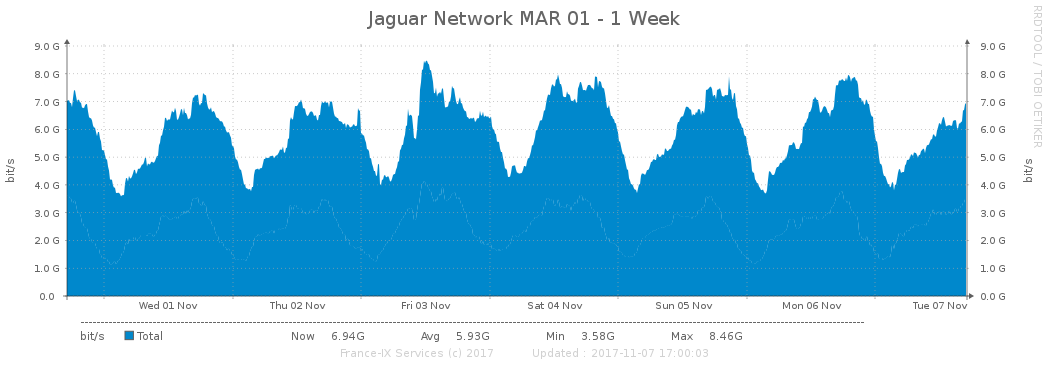 Jaguar Network MAR 01 - 1 Week
RRDTOOL / TOBI OETIKER
9.0 G 9.0 G
8.0 G 8.0 G
7.0 G 7.0 G
6.0 G 6.0 G
5.0 G 5.0 G
4.0 G 4.0 G
3.0 G 3.0 G
2.0 G 2.0 G
1.0 G 1.0 G
0.0 0.0 G
bit/s bit/s
Wed 01 Nov Thu 02 Nov Fri 03 Nov Sat 04 Nov Sun 05 Nov Mon 06 Nov Tue 07 Nov
bit/s Total Now 6.94G Avg 5.93G Min 3.58G Max 8.46G
France-IX Services (c) 2017 Updated : 2017-11-07 17:00:03